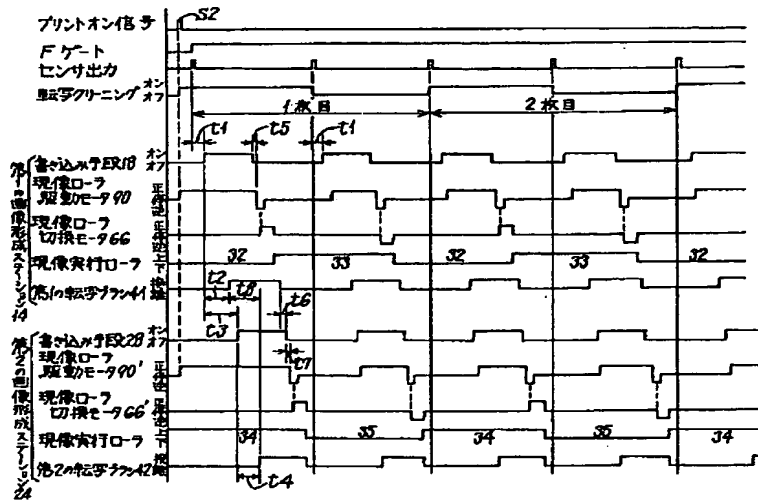 プリントオン信号 S2
Fゲート
センサ出力
転写クリーニング オン オフ
1枚目 2枚目
t1 t5 t1
第1の画像形成ステーション14
書き込み手段18 オン オフ
現像ローラ
駆動モータ90 正 停 逆
現像ローラ
切換モータ66 正 停 逆
現像実行ローラ 上 下 32 33 32 33 32
t2 t8 t6
第1の転写ブラシ41 接 離
t3
第2の画像形成ステーション24
書き込み手段28 オン オフ
t7
現像ローラ
駆動モータ90' 正 停 逆
現像ローラ
切換モータ66' 正 停 逆
現像実行ローラ 上 下 34 35 34 35 34
第2の転写ブラシ42 接 離
t4